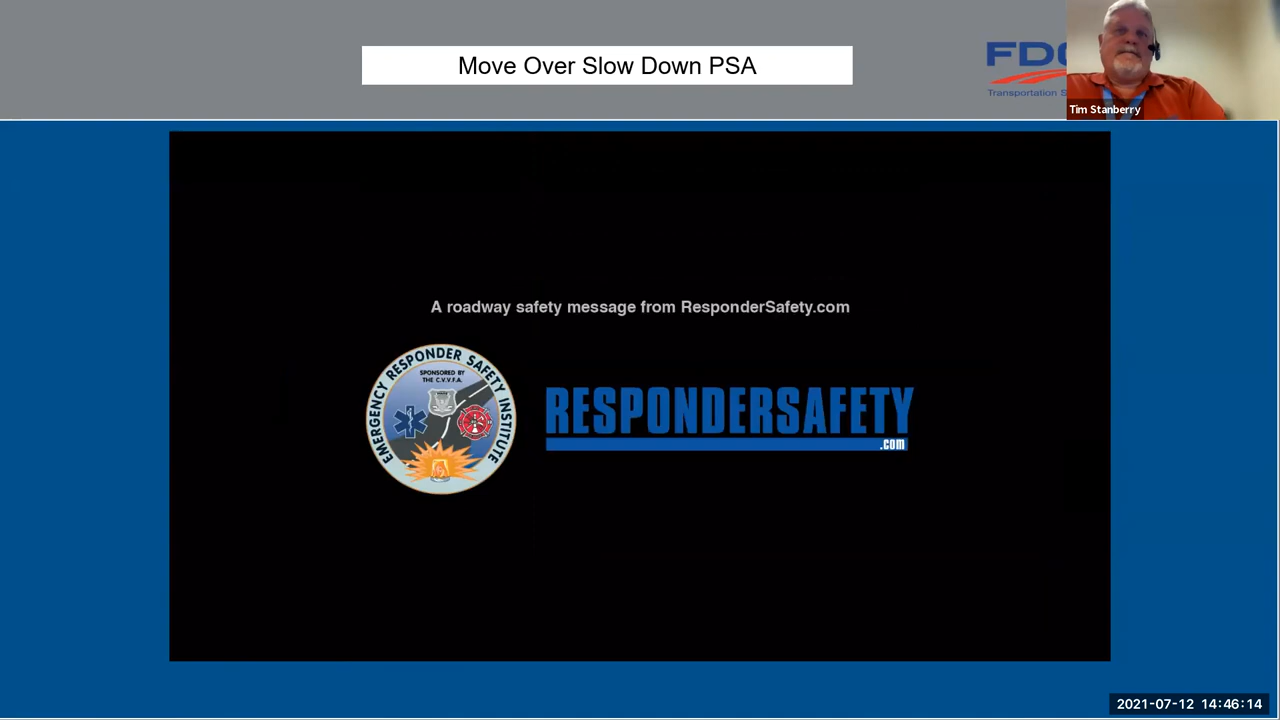 Move Over Slow Down PSA
Tim Stanberry
A roadway safety message from ResponderSafety.com
EMERGENCY RESPONDER SAFETY INSTITUTE
SPONSORED BY
THE C.V.V.F.A.
RESPONDERSAFETY
.com
2021-07-12 14:46:14
Transportation